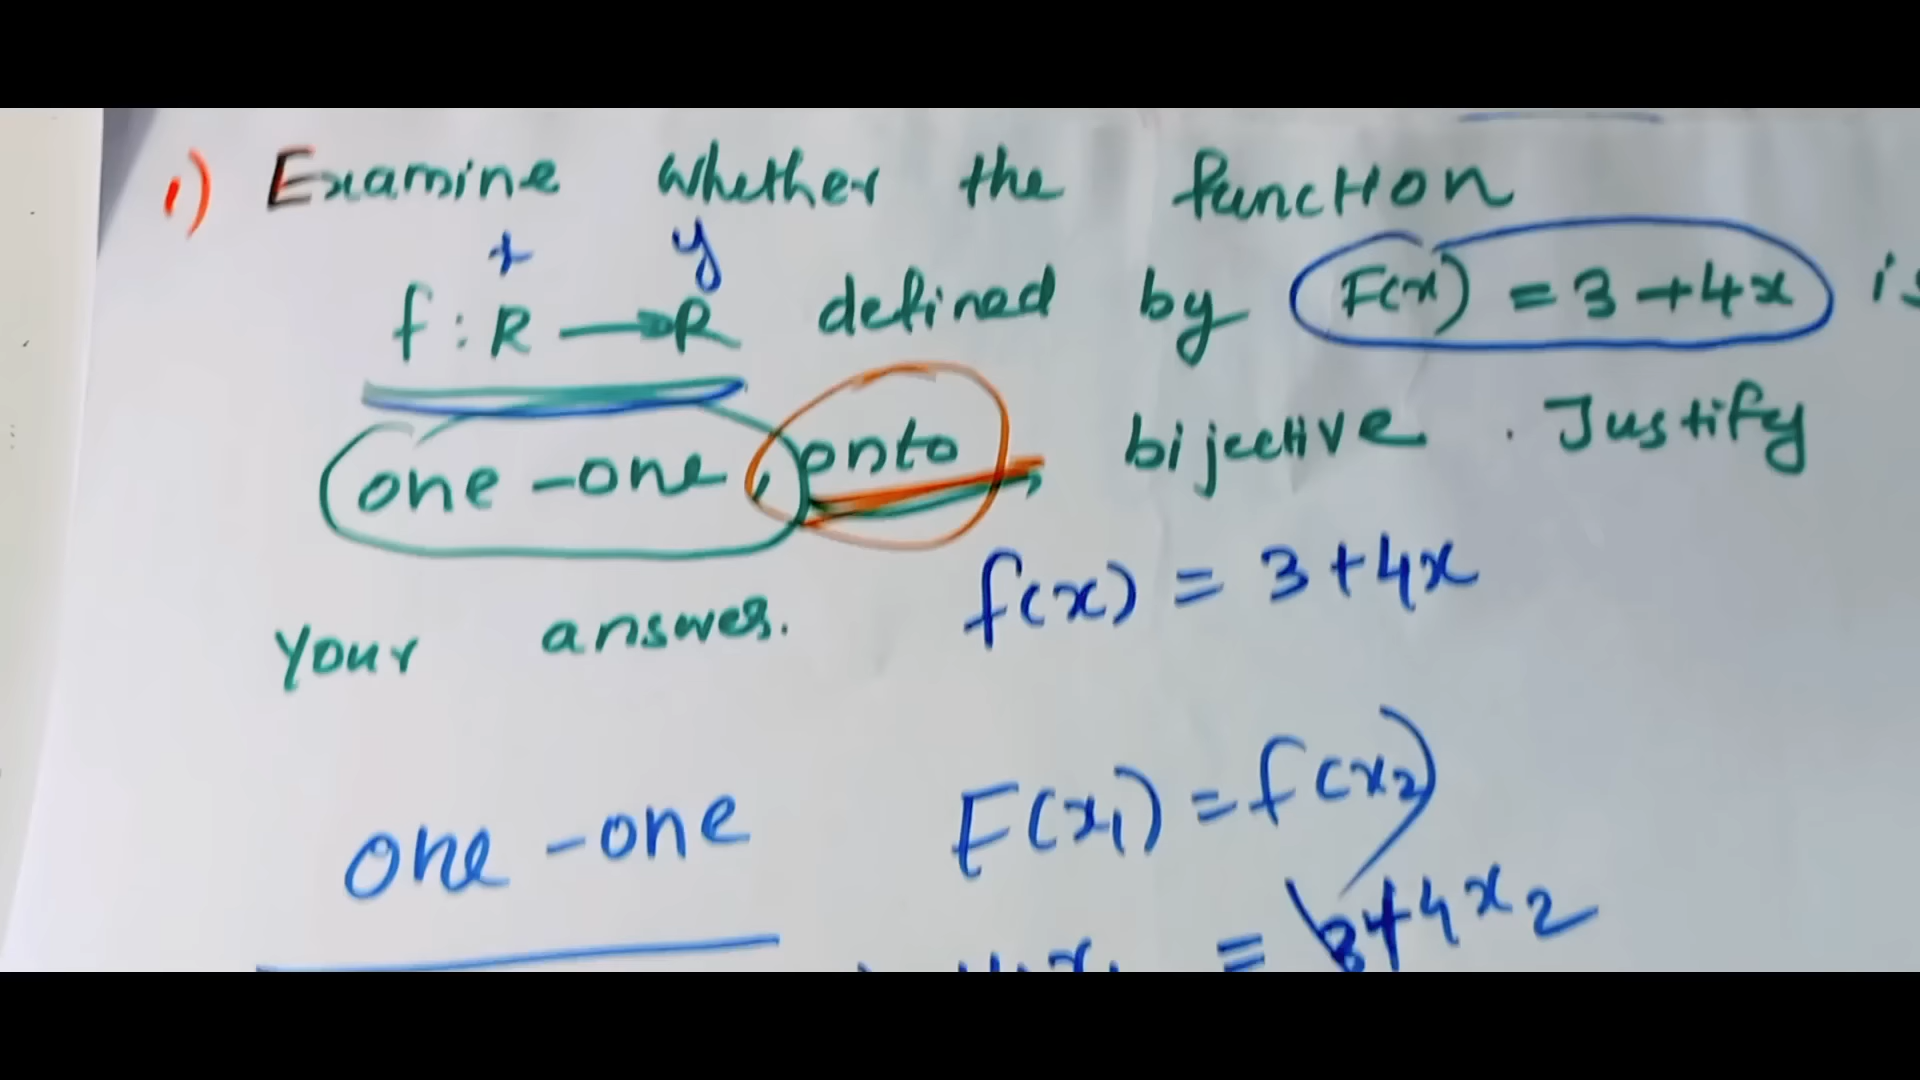 1) Examine whether the function
x y
f : R → R defined by F(x) = 3 + 4x is
one - one, onto bijective . Justify
your answer.
f(x) = 3 + 4x
one - one
F(x₁) = f(x₂)
= 3 + 4x₂